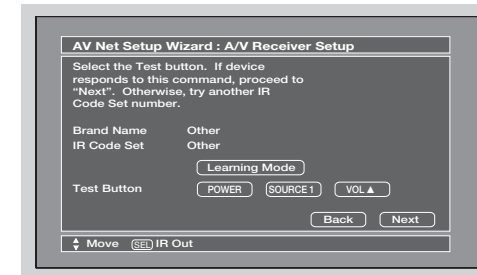 AV Net Setup Wizard : A/V Receiver Setup
Select the Test button. If device
responds to this command, proceed to
“Next”. Otherwise, try another IR
Code Set number.
Brand Name Other
IR Code Set Other
Learning Mode
Test Button POWER SOURCE 1 VOL ▲
Back Next
Move SEL IR Out